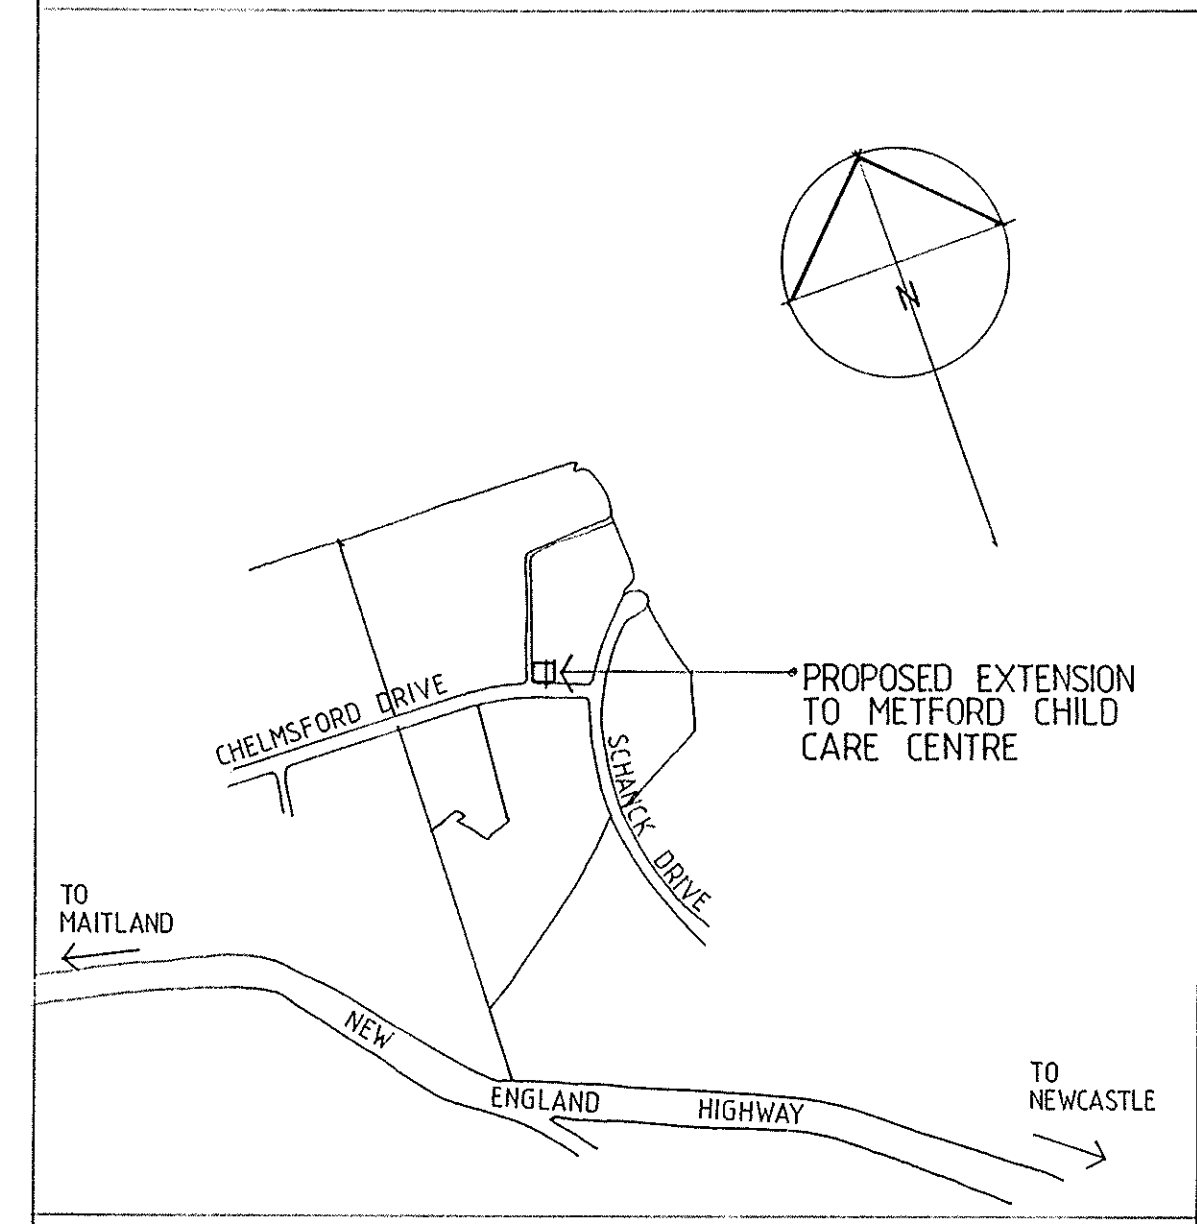 N
PROPOSED EXTENSION
TO METFORD CHILD
CARE CENTRE
CHELMSFORD DRIVE
SCHANCK DRIVE
TO
MAITLAND
NEW ENGLAND HIGHWAY
TO
NEWCASTLE